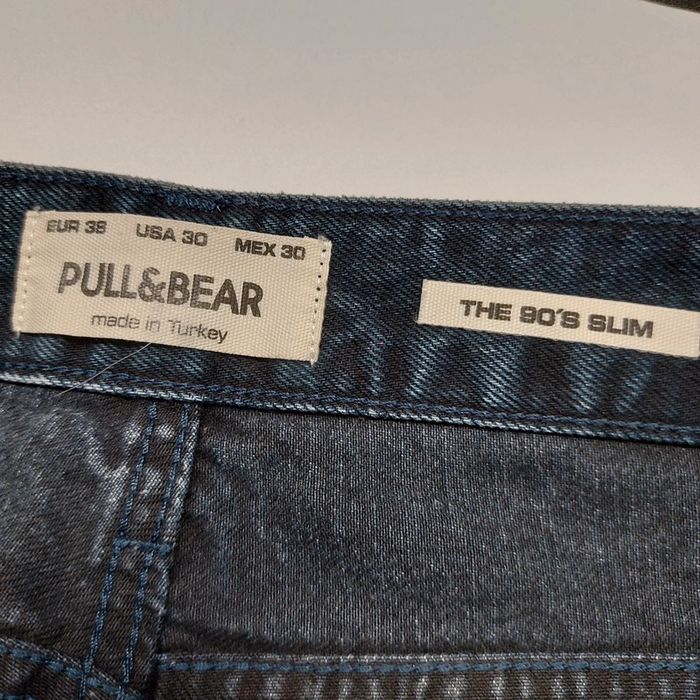 EUR 38 USA 30 MEX 30
PULL&BEAR
made in Turkey
THE 90'S SLIM